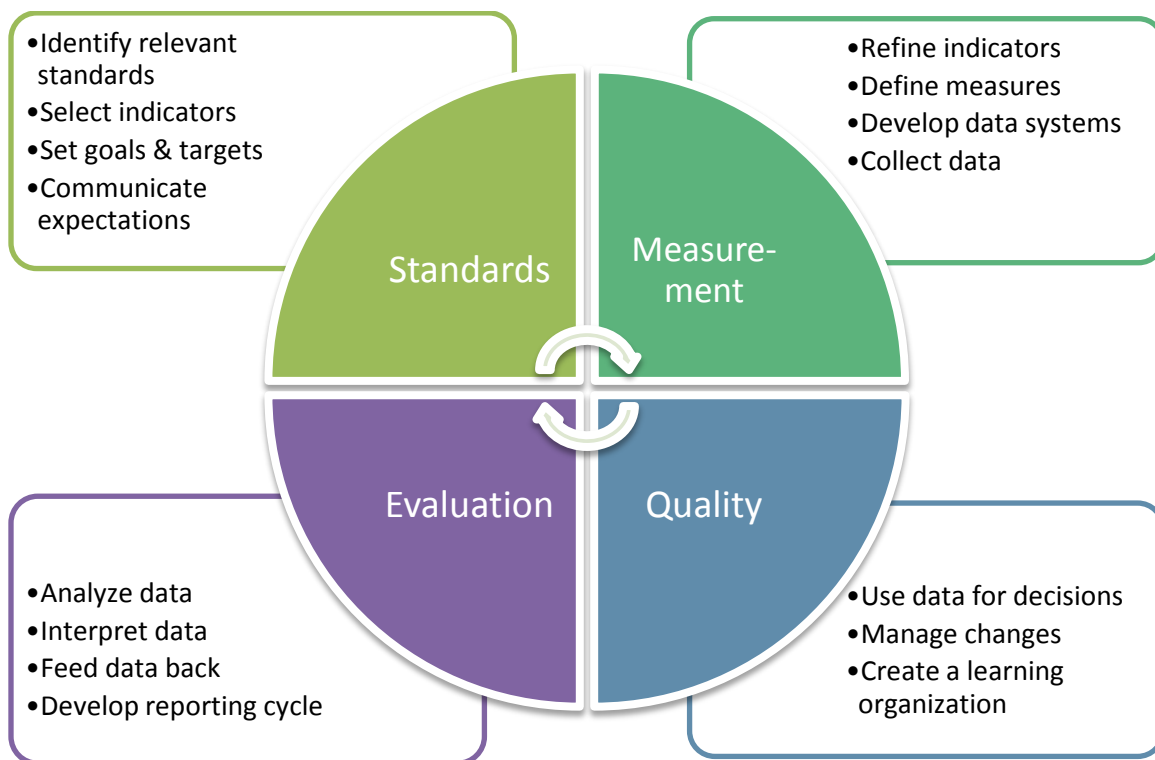 •Identify relevant
standards
•Select indicators
•Set goals & targets
•Communicate
expectations
•Refine indicators
•Define measures
•Develop data systems
•Collect data
Standards
Measure-
ment
Evaluation
Quality
•Analyze data
•Interpret data
•Feed data back
•Develop reporting cycle
•Use data for decisions
•Manage changes
•Create a learning
organization